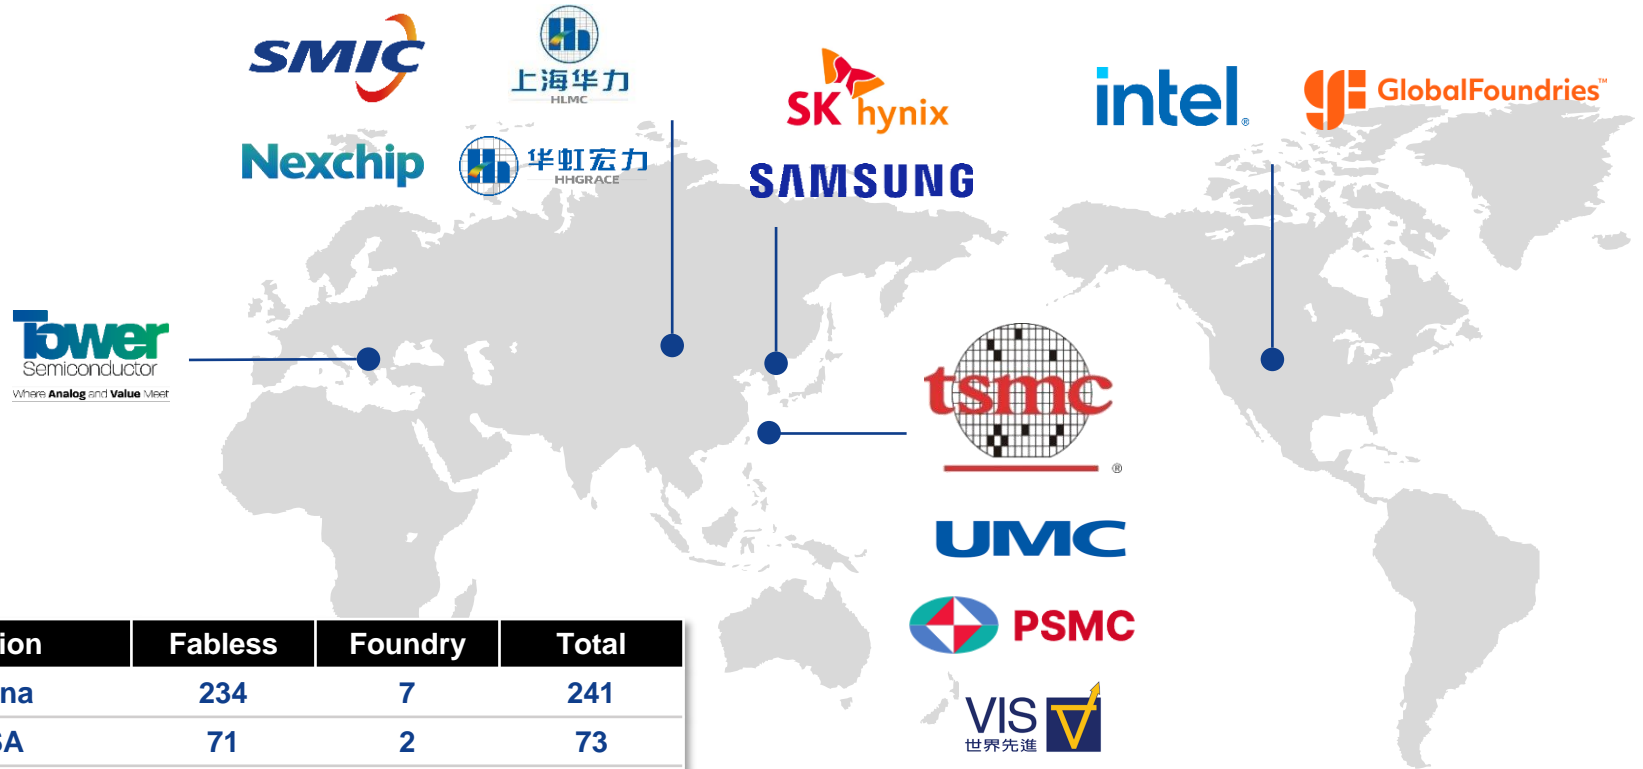 SMIC
上海华力
HLMC
Nexchip
华虹宏力
HHGRACE
SK hynix
SAMSUNG
intel®
GlobalFoundries™
Tower
Semiconductor
Where Analog and Value Meet
tsmc
®
UMC
PSMC
VIS
世界先進
ion Fabless Foundry Total
na 234 7 241
SA 71 2 73